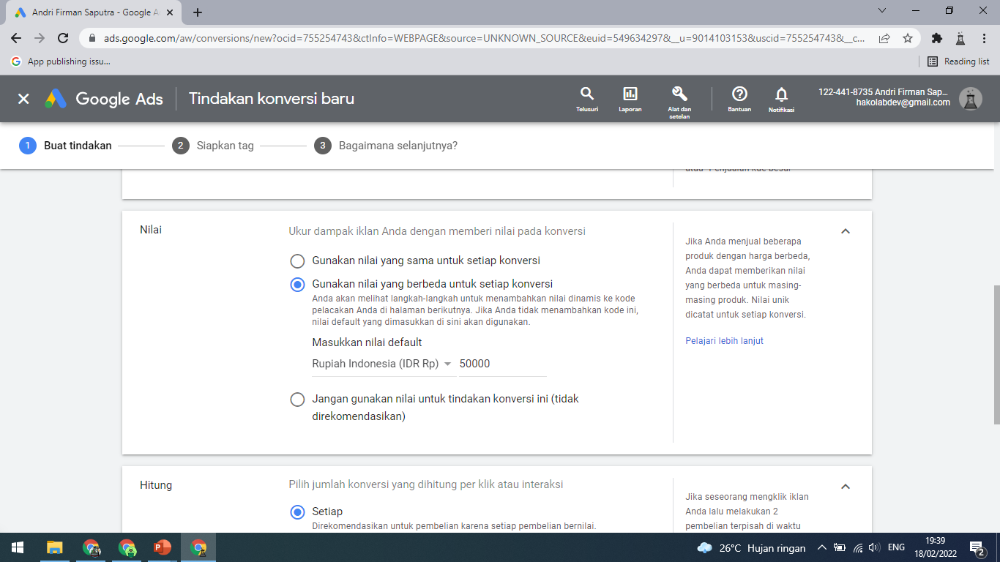 Andri Firman Saputra - Google A
ads.google.com/aw/conversions/new?ocid=755254743&ctInfo=WEBPAGE&source=UNKNOWN_SOURCE&euid=549634297&__u=9014103153&uscid=755254743&__c...
App publishing issu...
Reading list
Google Ads
Tindakan konversi baru
Telusuri
Laporan
Alat dan
setelan
Bantuan
Notifikasi
122-441-8735 Andri Firman Sap...
hakolabdev@gmail.com
1 Buat tindakan
2 Siapkan tag
3 Bagaimana selanjutnya?
atau "Penjualan kue besar"
Nilai
Ukur dampak iklan Anda dengan memberi nilai pada konversi
Gunakan nilai yang sama untuk setiap konversi
Gunakan nilai yang berbeda untuk setiap konversi
Anda akan melihat langkah-langkah untuk menambahkan nilai dinamis ke kode
pelacakan Anda di halaman berikutnya. Jika Anda tidak menambahkan kode ini,
nilai default yang dimasukkan di sini akan digunakan.
Masukkan nilai default
Rupiah Indonesia (IDR Rp) 50000
Jangan gunakan nilai untuk tindakan konversi ini (tidak
direkomendasikan)
Jika Anda menjual beberapa
produk dengan harga berbeda,
Anda dapat memberikan nilai
yang berbeda untuk masing-
masing produk. Nilai unik
dicatat untuk setiap konversi.
Pelajari lebih lanjut
Hitung
Pilih jumlah konversi yang dihitung per klik atau interaksi
Setiap
Direkomendasikan untuk pembelian karena setiap pembelian bernilai.
Jika seseorang mengklik iklan
Anda lalu melakukan 2
pembelian terpisah di waktu
26°C Hujan ringan
ENG
19:39
18/02/2022
2